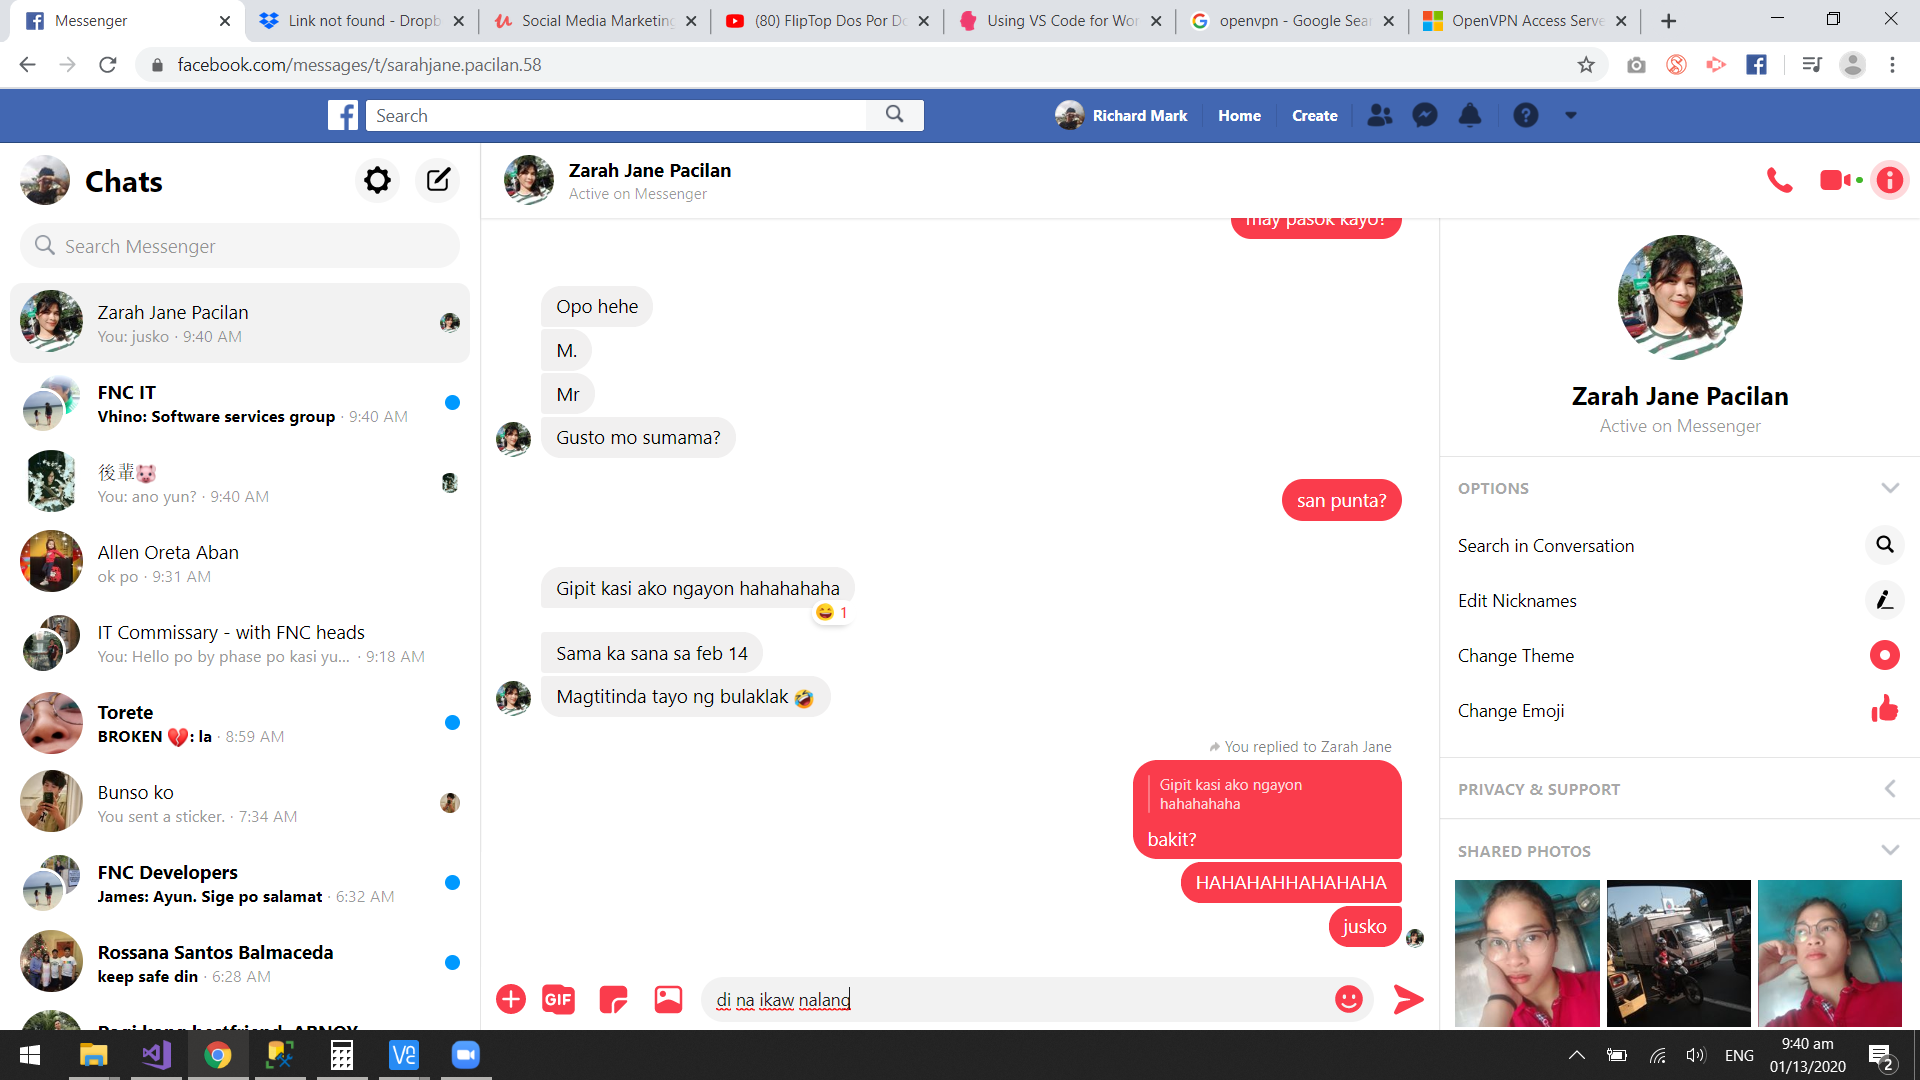 Messenger
Link not found - Dropb
Social Media Marketing
(80) FlipTop Dos Por Do
Using VS Code for Wor
openvpn - Google Sear
OpenVPN Access Serve
facebook.com/messages/t/sarahjane.pacilan.58
Search
Richard Mark
Home
Create
Chats
Search Messenger
Zarah Jane Pacilan
You: jusko · 9:40 AM
FNC IT
Vhino: Software services group · 9:40 AM
後輩🐷
You: ano yun? · 9:40 AM
Allen Oreta Aban
ok po · 9:31 AM
IT Commissary - with FNC heads
You: Hello po by phase po kasi yu... · 9:18 AM
Torete
BROKEN 💔: la · 8:59 AM
Bunso ko
You sent a sticker. · 7:34 AM
FNC Developers
James: Ayun. Sige po salamat · 6:32 AM
Rossana Santos Balmaceda
keep safe din · 6:28 AM
Zarah Jane Pacilan
Active on Messenger
may pasok kayo?
Opo hehe
M.
Mr
Gusto mo sumama?
san punta?
Gipit kasi ako ngayon hahahahaha
😄 1
Sama ka sana sa feb 14
Magtitinda tayo ng bulaklak 🤣
You replied to Zarah Jane
Gipit kasi ako ngayon
hahahahaha
bakit?
HAHAHAHHAHAHAHA
jusko
GIF
di na ikaw nalang
Zarah Jane Pacilan
Active on Messenger
OPTIONS
Search in Conversation
Edit Nicknames
Change Theme
Change Emoji
PRIVACY & SUPPORT
SHARED PHOTOS
ENG
9:40 am
01/13/2020
2